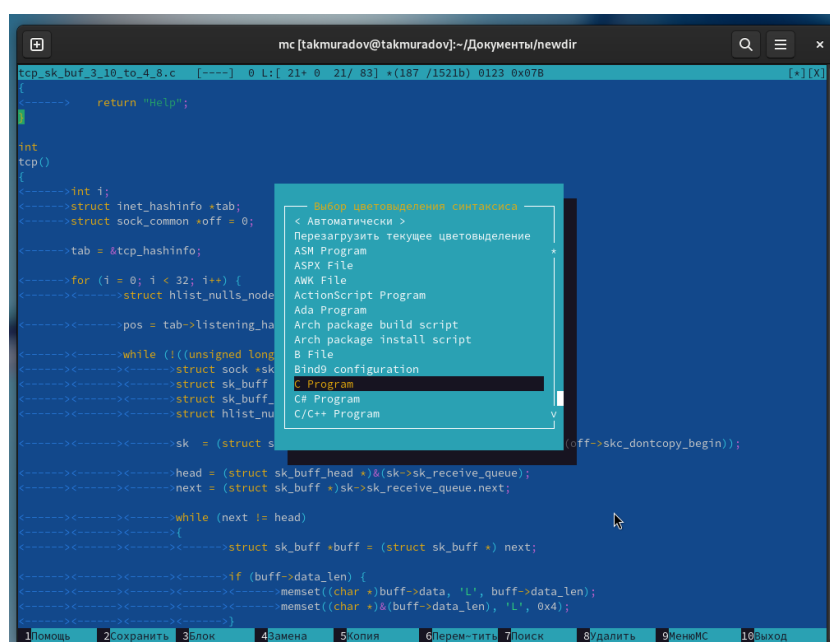 mc [takmuradov@takmuradov]:~/Документы/newdir
tcp_sk_buf_3_10_to_4_8.c [----] 0 L:[ 21+ 0 21/ 83] *(187 /1521b) 0123 0x07B [*][X]
{
<------> return "Help";
}
int
tcp()
{
<------>int i;
<------>struct inet_hashinfo *tab;
<------>struct sock_common *off = 0;
<------>tab = &tcp_hashinfo;
<------>for (i = 0; i < 32; i++) {
<------><------>struct hlist_nulls_node
<------><------>pos = tab->listening_ha
<------><------>while (!((unsigned long
<------><------><------>struct sock *sk
<------><------><------>struct sk_buff
<------><------><------>struct sk_buff_
<------><------><------>struct hlist_nu
<------><------><------>sk = (struct s
(off->skc_dontcopy_begin));
<------><------><------>head = (struct sk_buff_head *)&(sk->sk_receive_queue);
<------><------><------>next = (struct sk_buff *)sk->sk_receive_queue.next;
<------><------><------>while (next != head)
<------><------><------>{
<------><------><------><------>struct sk_buff *buff = (struct sk_buff *) next;
<------><------><------><------>if (buff->data_len) {
<------><------><------><------><------>memset((char *)buff->data, 'L', buff->data_len);
<------><------><------><------><------>memset((char *)&(buff->data_len), 'L', 0x4);
<------><------><------><------>}
Выбор цветовыделения синтаксиса
< Автоматически >
Перезагрузить текущее цветовыделение
ASM Program
ASPX File
AWK File
ActionScript Program
Ada Program
Arch package build script
Arch package install script
B File
Bind9 configuration
C Program
C# Program
C/C++ Program
1Помощь 2Сохранить 3Блок 4Замена 5Копия 6Перем~тить 7Поиск 8Удалить 9МенюMC 10Выход